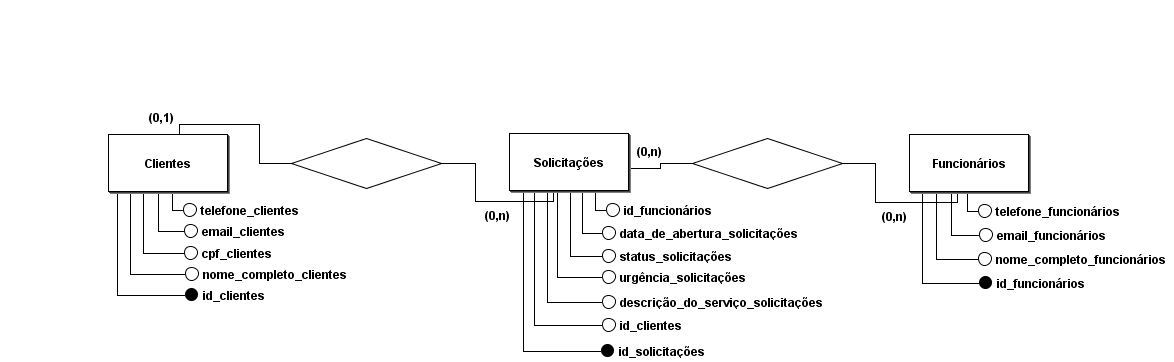 (0,1)
Clientes
telefone_clientes
email_clientes
cpf_clientes
nome_completo_clientes
id_clientes
(0,n)
Solicitações
(0,n)
id_funcionários
data_de_abertura_solicitações
status_solicitações
urgência_solicitações
descrição_do_serviço_solicitações
id_clientes
id_solicitações
(0,n)
Funcionários
telefone_funcionários
email_funcionários
nome_completo_funcionários
id_funcionários